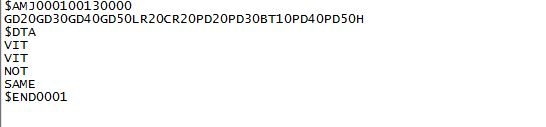 $AMJ000100130000
GD20GD30GD40GD50LR20CR20PD20PD30BT10PD40PD50H
$DTA
VIT
VIT
NOT
SAME
$END0001